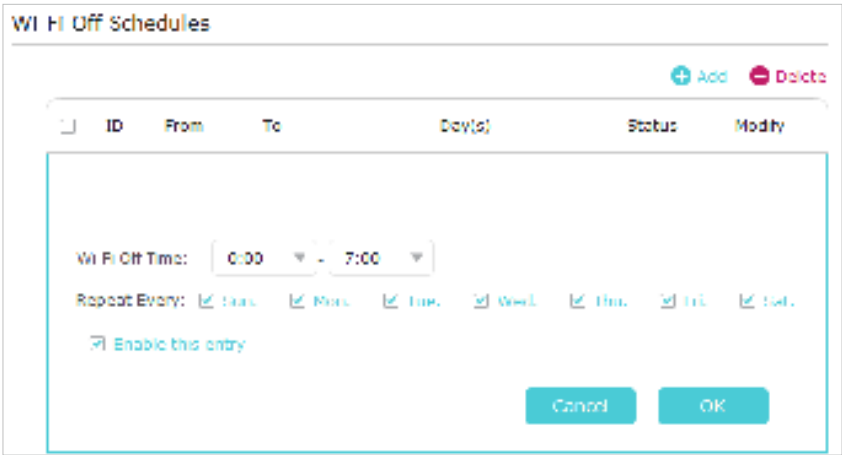 Wi-Fi Off Schedules
Add Delete
ID From To Day(s) Status Modify
Wi-Fi Off Time: 0:00 - 7:00
Repeat Every: Sun. Mon. Tue. Wed. Thu. Fri. Sat.
Enable this entry
Cancel OK